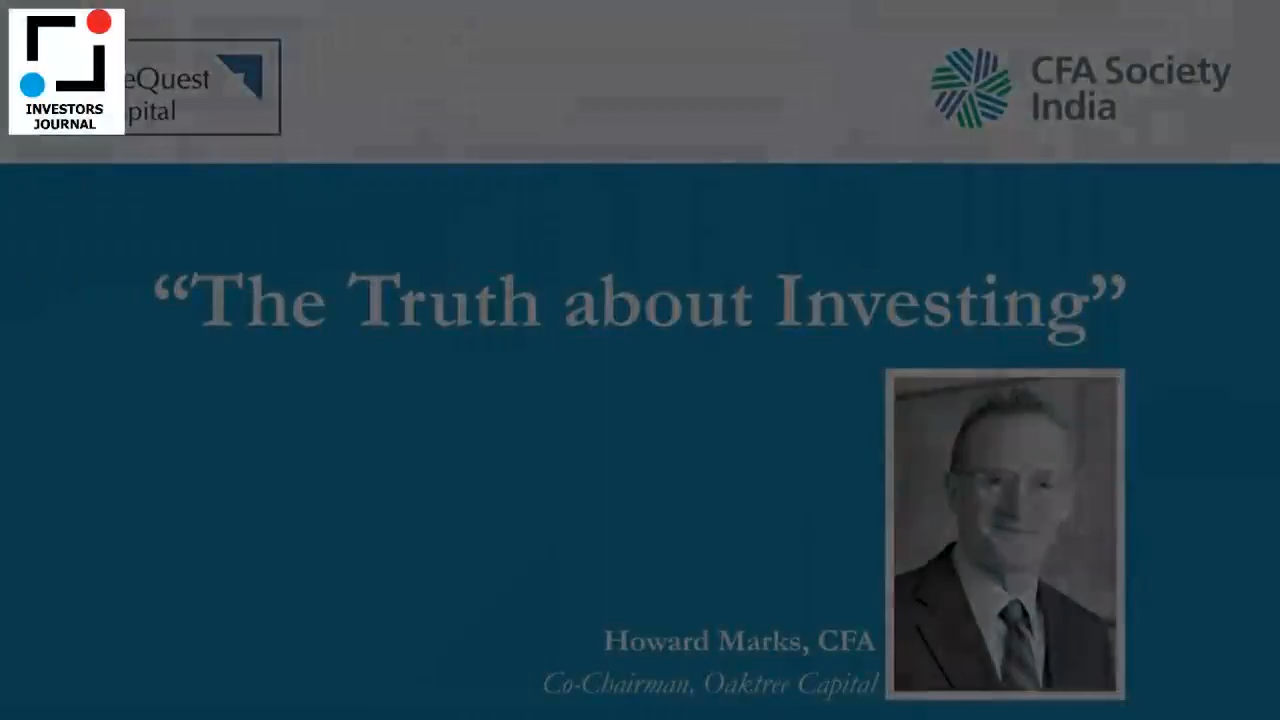 INVESTORS
JOURNAL
eQuest
pital
CFA Society
India
“The Truth about Investing”
Howard Marks, CFA
Co-Chairman, Oaktree Capital